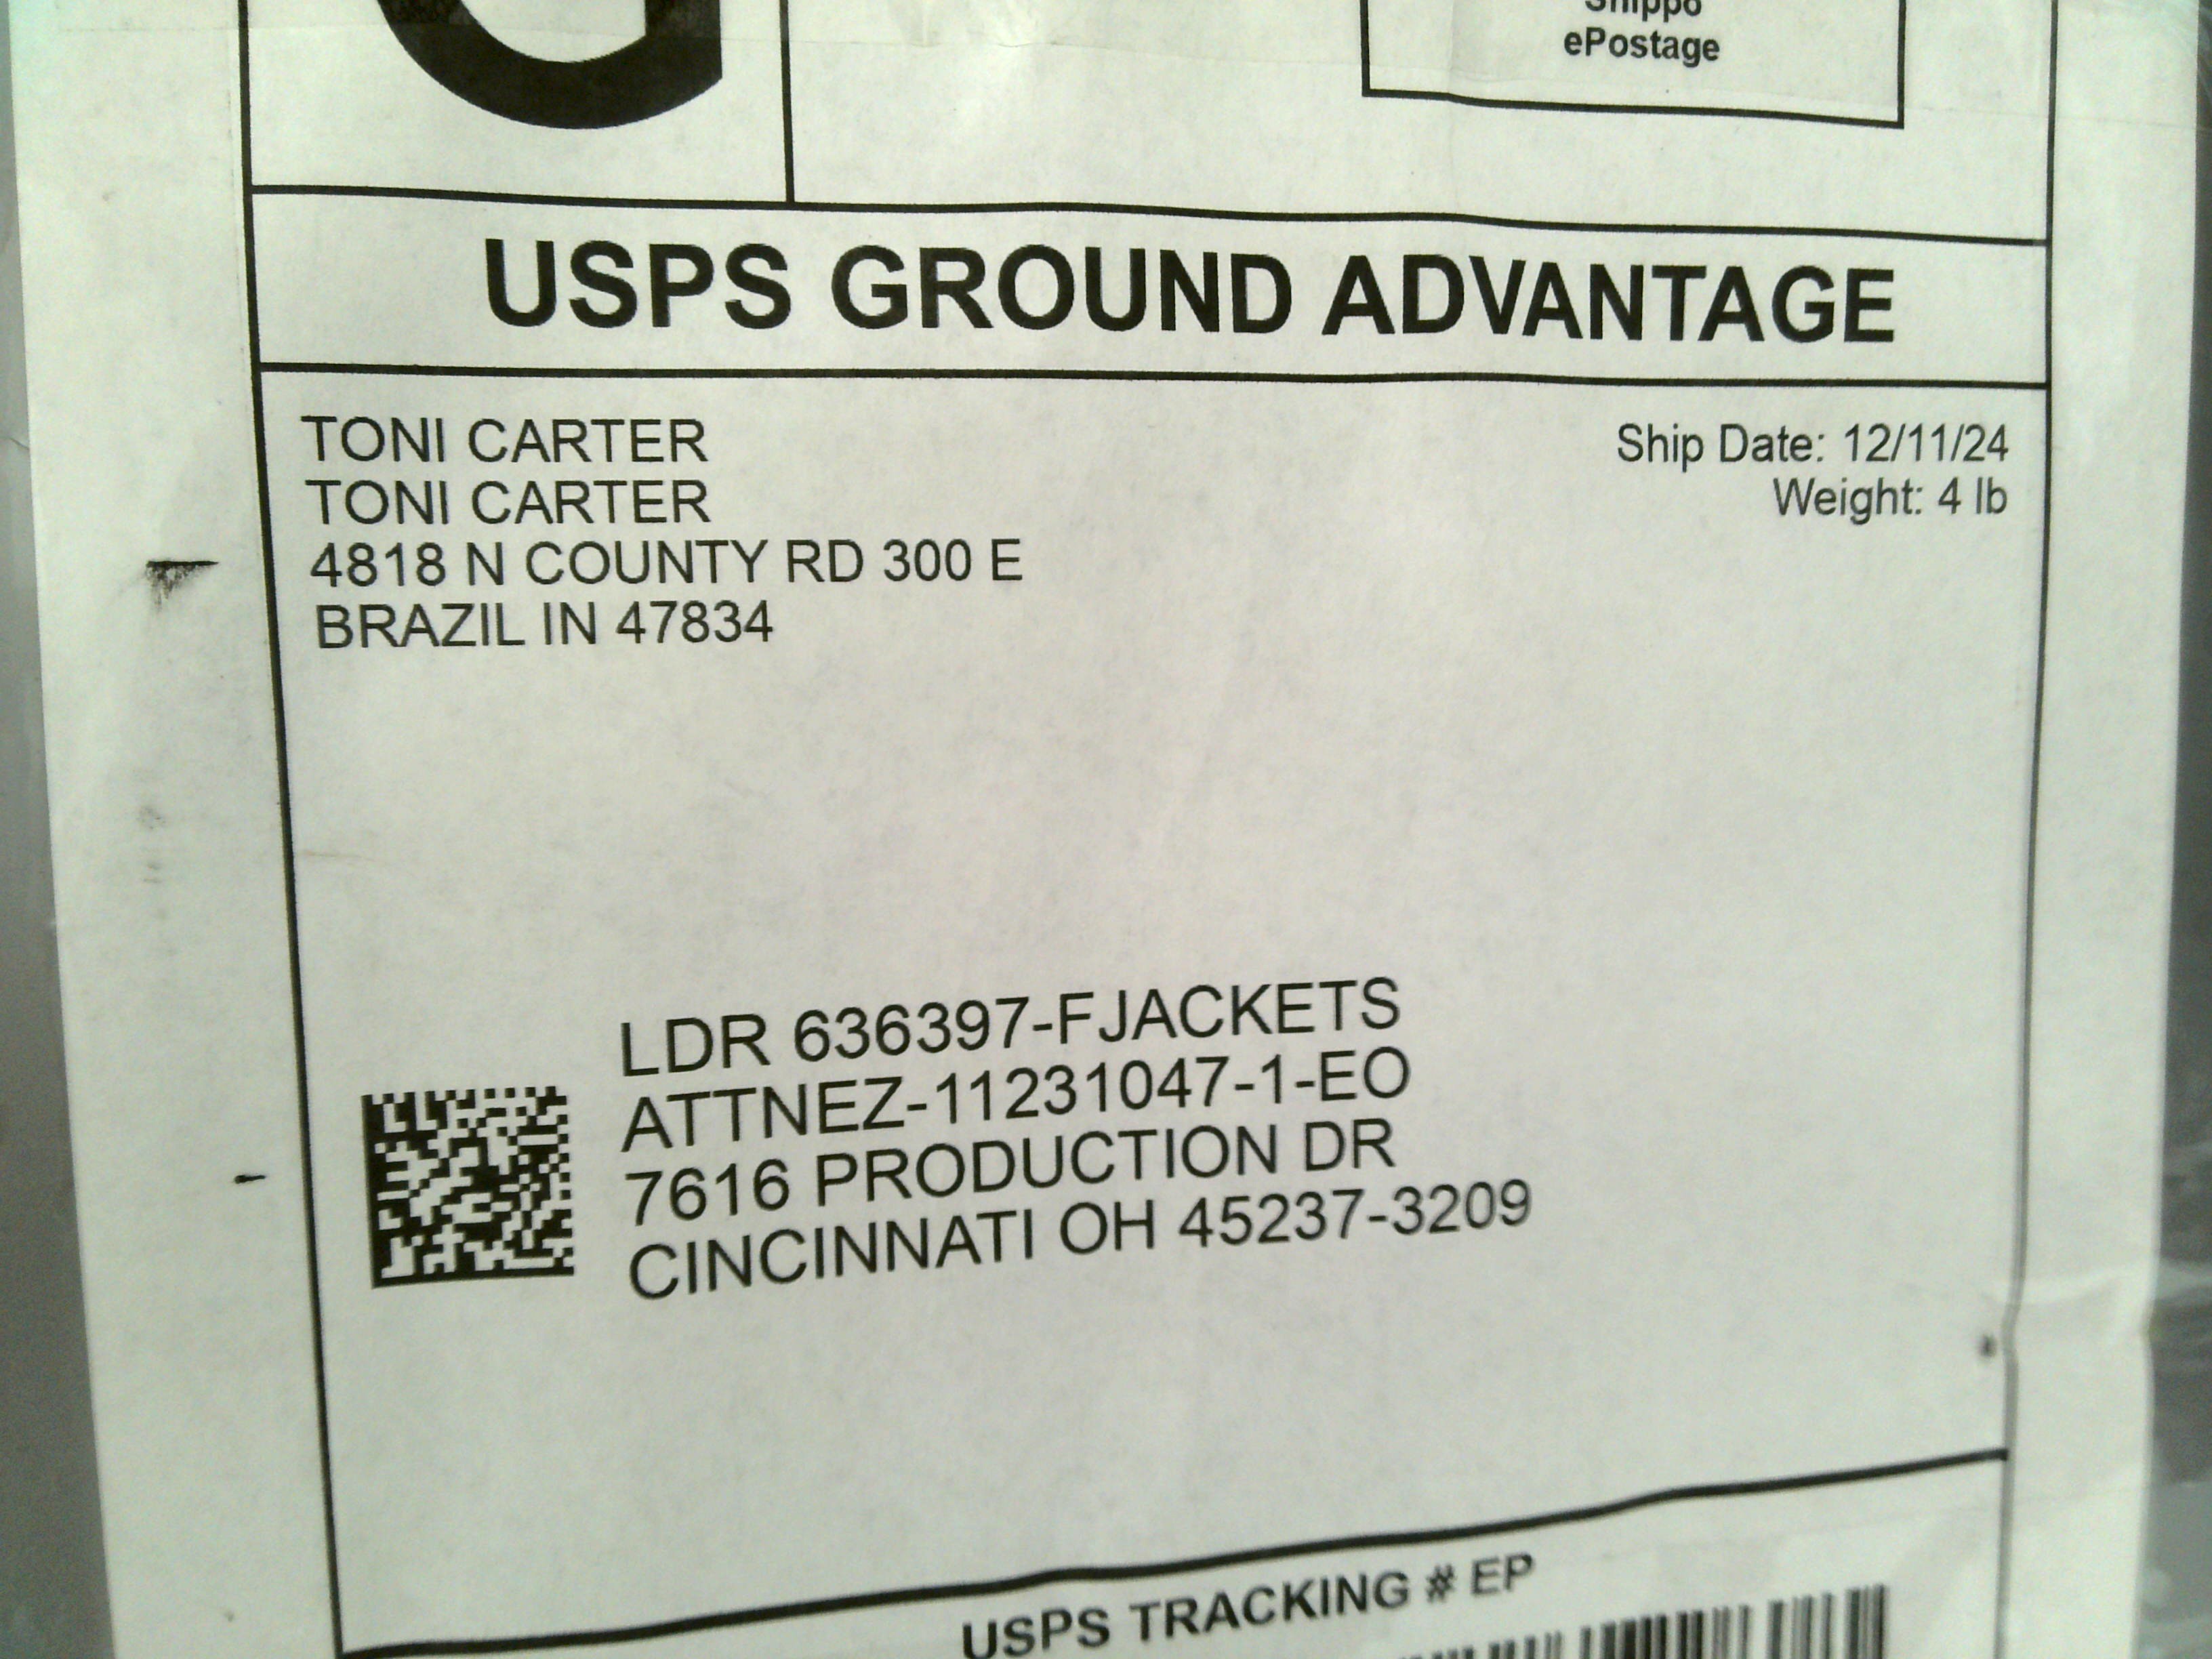 G
Shippo
ePostage
USPS GROUND ADVANTAGE
TONI CARTER
TONI CARTER
4818 N COUNTY RD 300 E
BRAZIL IN 47834
Ship Date: 12/11/24
Weight: 4 lb
LDR 636397-FJACKETS
ATTNEZ-11231047-1-EO
7616 PRODUCTION DR
CINCINNATI OH 45237-3209
USPS TRACKING # EP